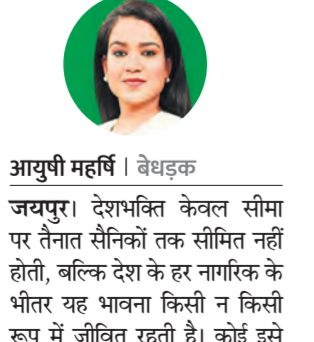 आयुषी महर्षि | बेधड़क
जयपुर। देशभक्ति केवल सीमा
पर तैनात सैनिकों तक सीमित नहीं
होती, बल्कि देश के हर नागरिक के
भीतर यह भावना किसी न किसी
रूप में जीवित रहती है। कोई इसे